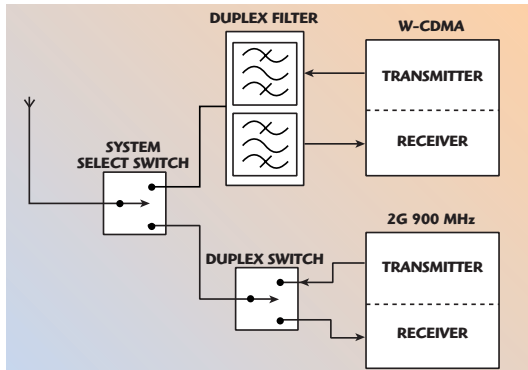 DUPLEX FILTER
W-CDMA
TRANSMITTER
RECEIVER
SYSTEM
SELECT SWITCH
2G 900 MHz
DUPLEX SWITCH
TRANSMITTER
RECEIVER